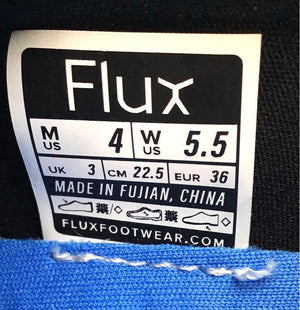 Flux
M US 4 W US 5.5
UK 3 CM 22.5 EUR 36
MADE IN FUJIAN, CHINA
FLUXFOOTWEAR.COM